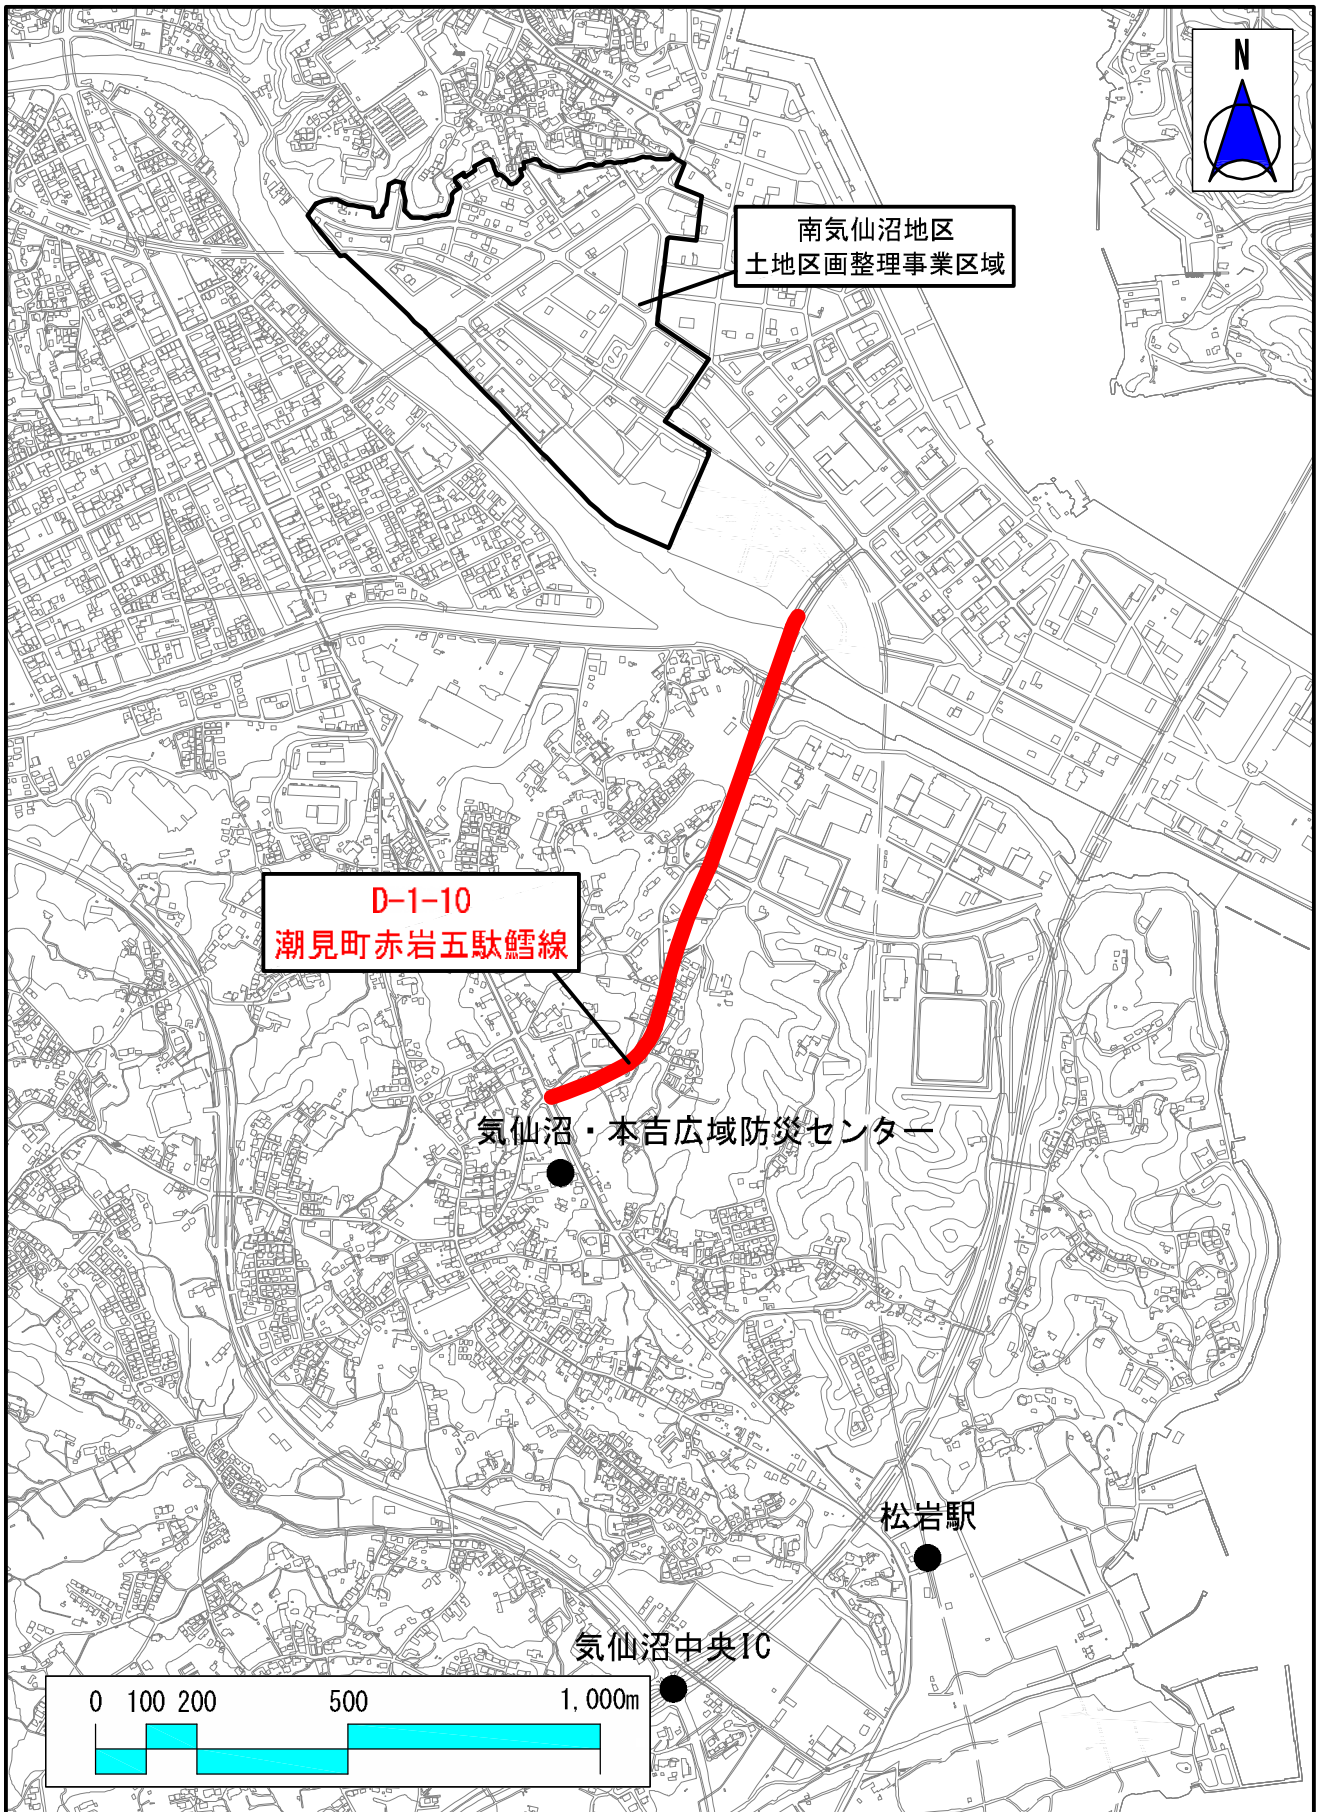 N
南気仙沼地区
土地区画整理事業区域
D-1-10
潮見町赤岩五駄鱈線
気仙沼・本吉広域防災センター
松岩駅
気仙沼中央IC
0 100 200 500 1,000m